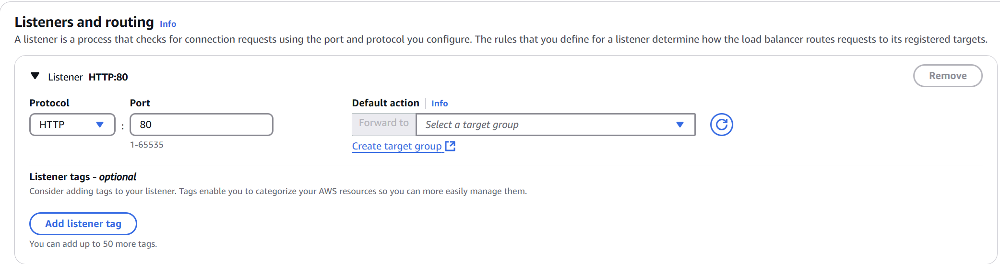 Listeners and routing Info
A listener is a process that checks for connection requests using the port and protocol you configure. The rules that you define for a listener determine how the load balancer routes requests to its registered targets.
Listener HTTP:80
Remove
Protocol
Port
Default action Info
HTTP
:
80
Forward to
Select a target group
1-65535
Create target group
Listener tags - optional
Consider adding tags to your listener. Tags enable you to categorize your AWS resources so you can more easily manage them.
Add listener tag
You can add up to 50 more tags.